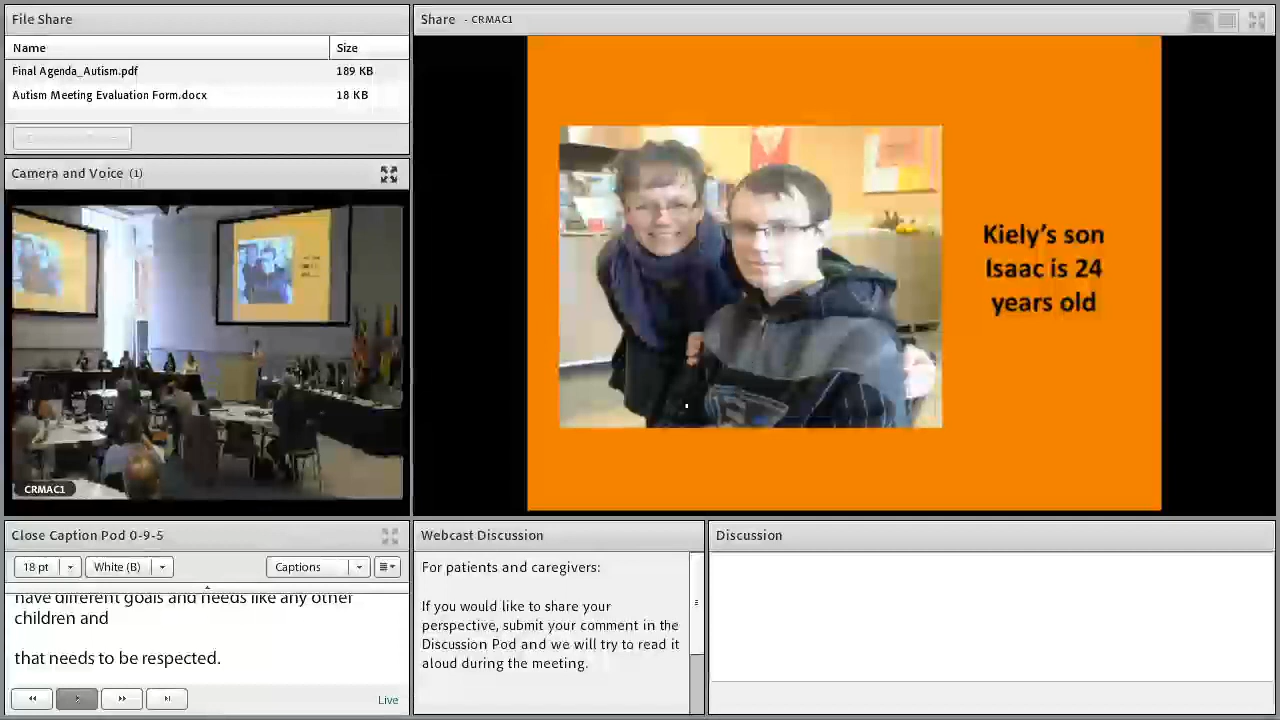 File Share
Name
Size
Final Agenda_Autism.pdf
189 KB
Autism Meeting Evaluation Form.docx
18 KB
Camera and Voice (1)
CRMAC1
Share - CRMAC1
Kiely's son
Isaac is 24
years old
Close Caption Pod 0-9-5
18 pt
White (B)
Captions
have different goals and needs like any other
children and
that needs to be respected.
Live
Webcast Discussion
For patients and caregivers:
If you would like to share your
perspective, submit your comment in the
Discussion Pod and we will try to read it
aloud during the meeting.
Discussion